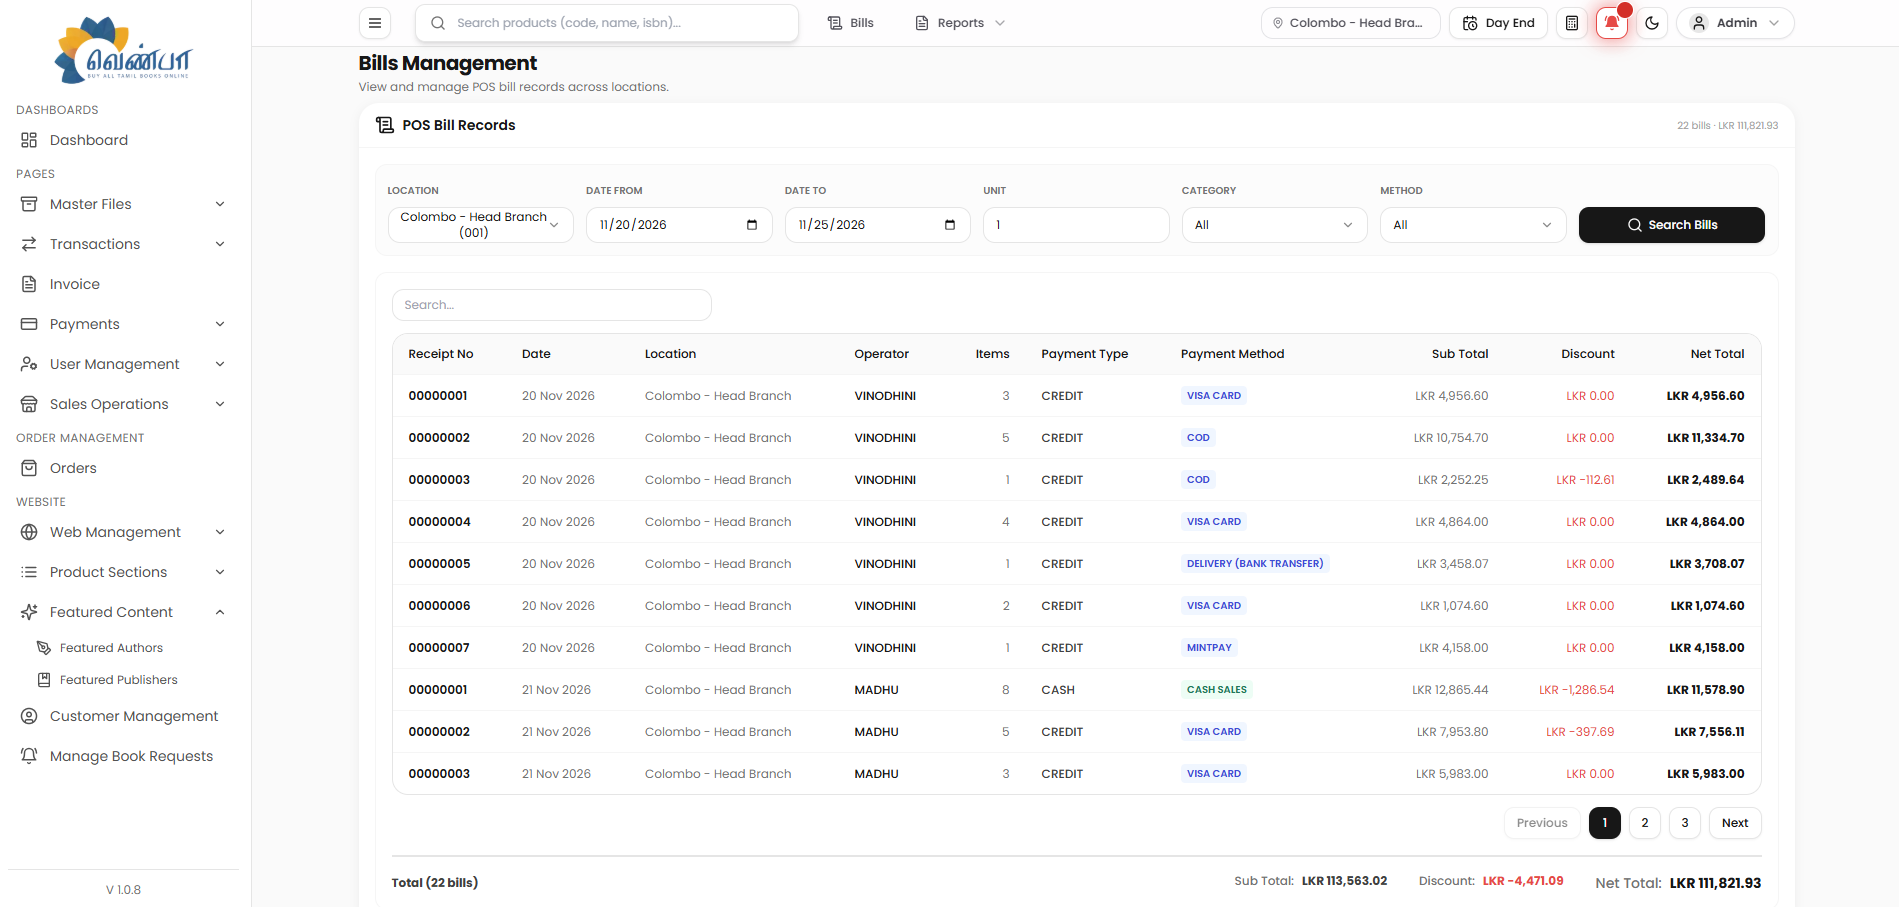 வெண்பா
BUY ALL TAMIL BOOKS ONLINE
DASHBOARDS
Dashboard
PAGES
Master Files
Transactions
Invoice
Payments
User Management
Sales Operations
ORDER MANAGEMENT
Orders
WEBSITE
Web Management
Product Sections
Featured Content
Featured Authors
Featured Publishers
Customer Management
Manage Book Requests
V 1.0.8
Search products (code, name, isbn)...
Bills
Reports
Colombo - Head Bra...
Day End
Admin
Bills Management
View and manage POS bill records across locations.
POS Bill Records
22 bills · LKR 111,821.93
LOCATION DATE FROM DATE TO UNIT CATEGORY METHOD
Colombo - Head Branch (001) 11/20/2026 11/25/2026 1 All All Search Bills
Search...
Receipt No Date Location Operator Items Payment Type Payment Method Sub Total Discount Net Total
00000001 20 Nov 2026 Colombo - Head Branch VINODHINI 3 CREDIT VISA CARD LKR 4,956.60 LKR 0.00 LKR 4,956.60
00000002 20 Nov 2026 Colombo - Head Branch VINODHINI 5 CREDIT COD LKR 10,754.70 LKR 0.00 LKR 11,334.70
00000003 20 Nov 2026 Colombo - Head Branch VINODHINI 1 CREDIT COD LKR 2,252.25 LKR -112.61 LKR 2,489.64
00000004 20 Nov 2026 Colombo - Head Branch VINODHINI 4 CREDIT VISA CARD LKR 4,864.00 LKR 0.00 LKR 4,864.00
00000005 20 Nov 2026 Colombo - Head Branch VINODHINI 1 CREDIT DELIVERY (BANK TRANSFER) LKR 3,458.07 LKR 0.00 LKR 3,708.07
00000006 20 Nov 2026 Colombo - Head Branch VINODHINI 2 CREDIT VISA CARD LKR 1,074.60 LKR 0.00 LKR 1,074.60
00000007 20 Nov 2026 Colombo - Head Branch VINODHINI 1 CREDIT MINTPAY LKR 4,158.00 LKR 0.00 LKR 4,158.00
00000001 21 Nov 2026 Colombo - Head Branch MADHU 8 CASH CASH SALES LKR 12,865.44 LKR -1,286.54 LKR 11,578.90
00000002 21 Nov 2026 Colombo - Head Branch MADHU 5 CREDIT VISA CARD LKR 7,953.80 LKR -397.69 LKR 7,556.11
00000003 21 Nov 2026 Colombo - Head Branch MADHU 3 CREDIT VISA CARD LKR 5,983.00 LKR 0.00 LKR 5,983.00
Previous 1 2 3 Next
Total (22 bills) Sub Total: LKR 113,563.02 Discount: LKR -4,471.09 Net Total: LKR 111,821.93